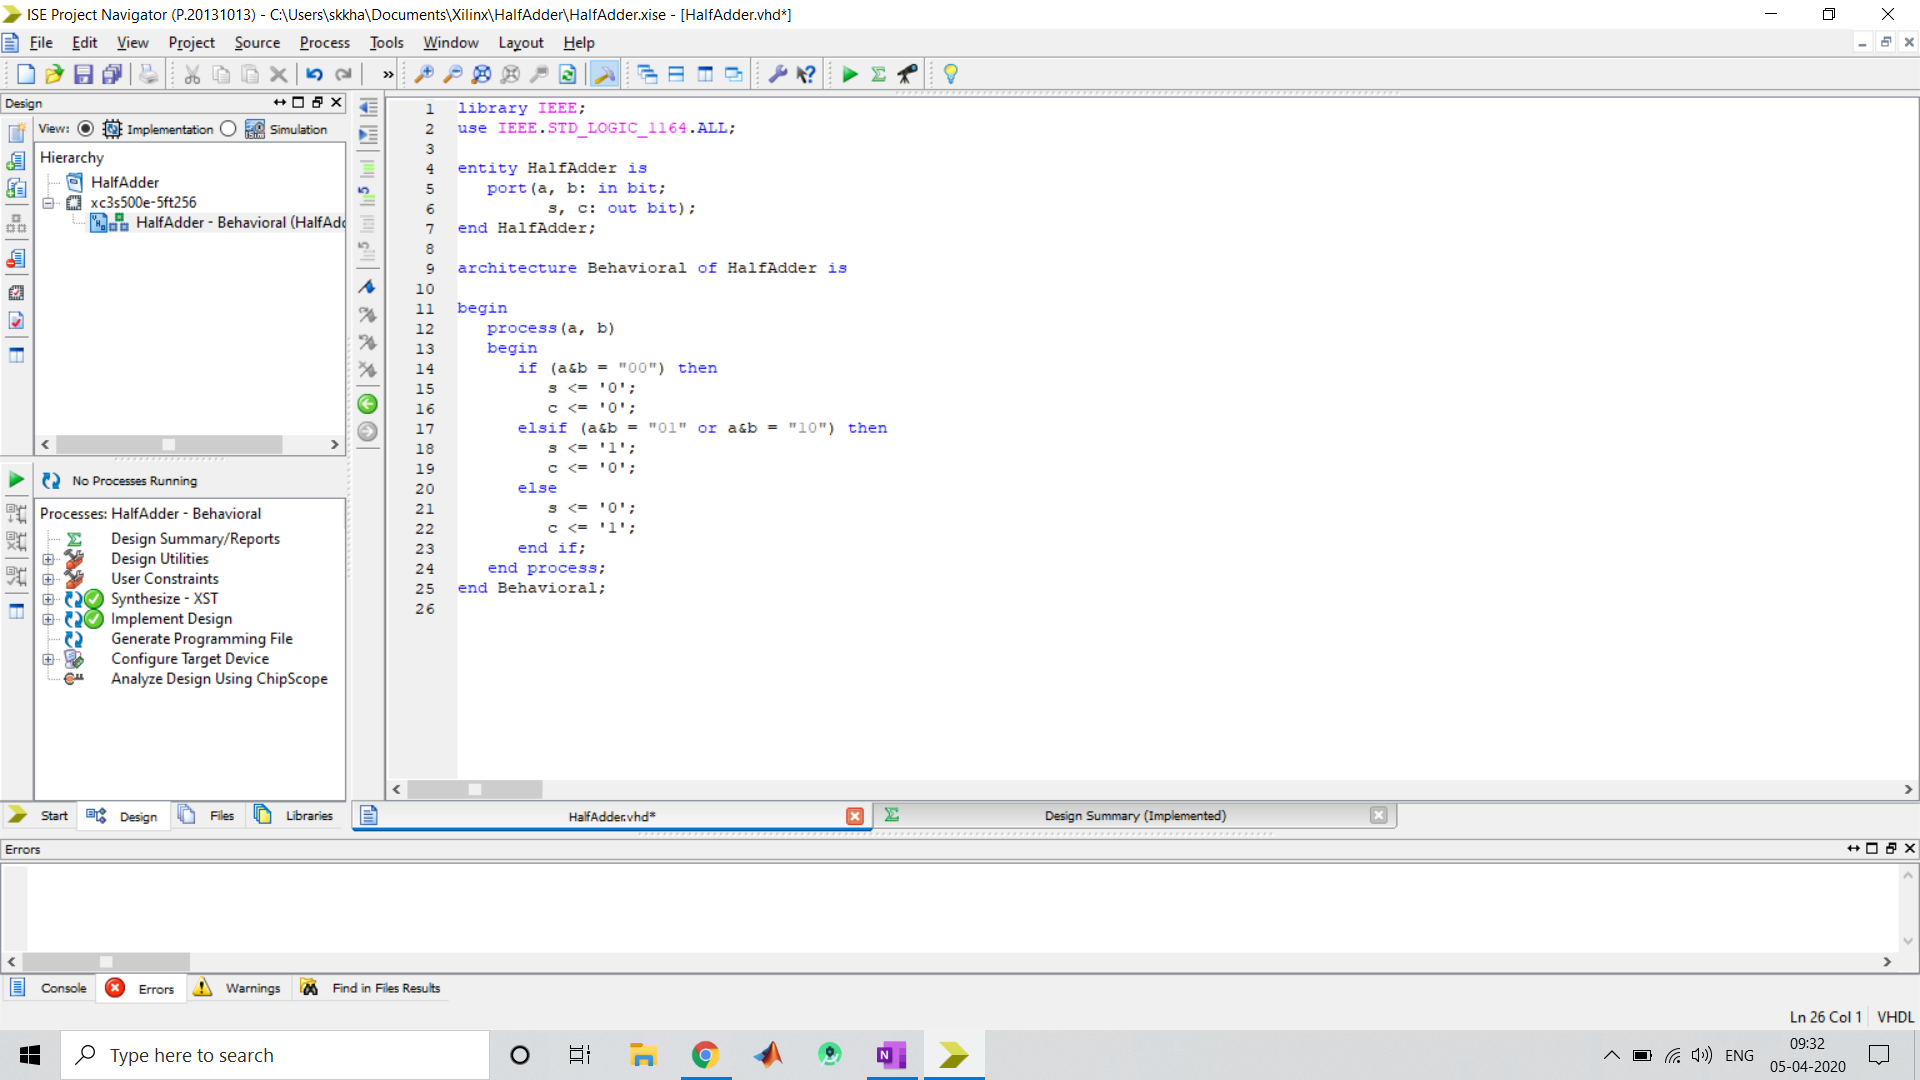 ISE Project Navigator (P.20131013) - C:\Users\skkha\Documents\Xilinx\HalfAdder\HalfAdder.xise - [HalfAdder.vhd*]
File Edit View Project Source Process Tools Window Layout Help
»
Design
View: Implementation Simulation
Hierarchy
HalfAdder
xc3s500e-5ft256
HalfAdder - Behavioral (HalfAdd
No Processes Running
Processes: HalfAdder - Behavioral
Design Summary/Reports
Design Utilities
User Constraints
Synthesize - XST
Implement Design
Generate Programming File
Configure Target Device
Analyze Design Using ChipScope
Start Design Files Libraries
1 library IEEE;
2 use IEEE.STD_LOGIC_1164.ALL;
3
4 entity HalfAdder is
5 port(a, b: in bit;
6 s, c: out bit);
7 end HalfAdder;
8
9 architecture Behavioral of HalfAdder is
10
11 begin
12 process(a, b)
13 begin
14 if (a&b = "00") then
15 s <= '0';
16 c <= '0';
17 elsif (a&b = "01" or a&b = "10") then
18 s <= '1';
19 c <= '0';
20 else
21 s <= '0';
22 c <= '1';
23 end if;
24 end process;
25 end Behavioral;
26
HalfAdder.vhd* Design Summary (Implemented)
Errors
Console Errors Warnings Find in Files Results
Ln 26 Col 1 VHDL
Type here to search
ENG
09:32
05-04-2020